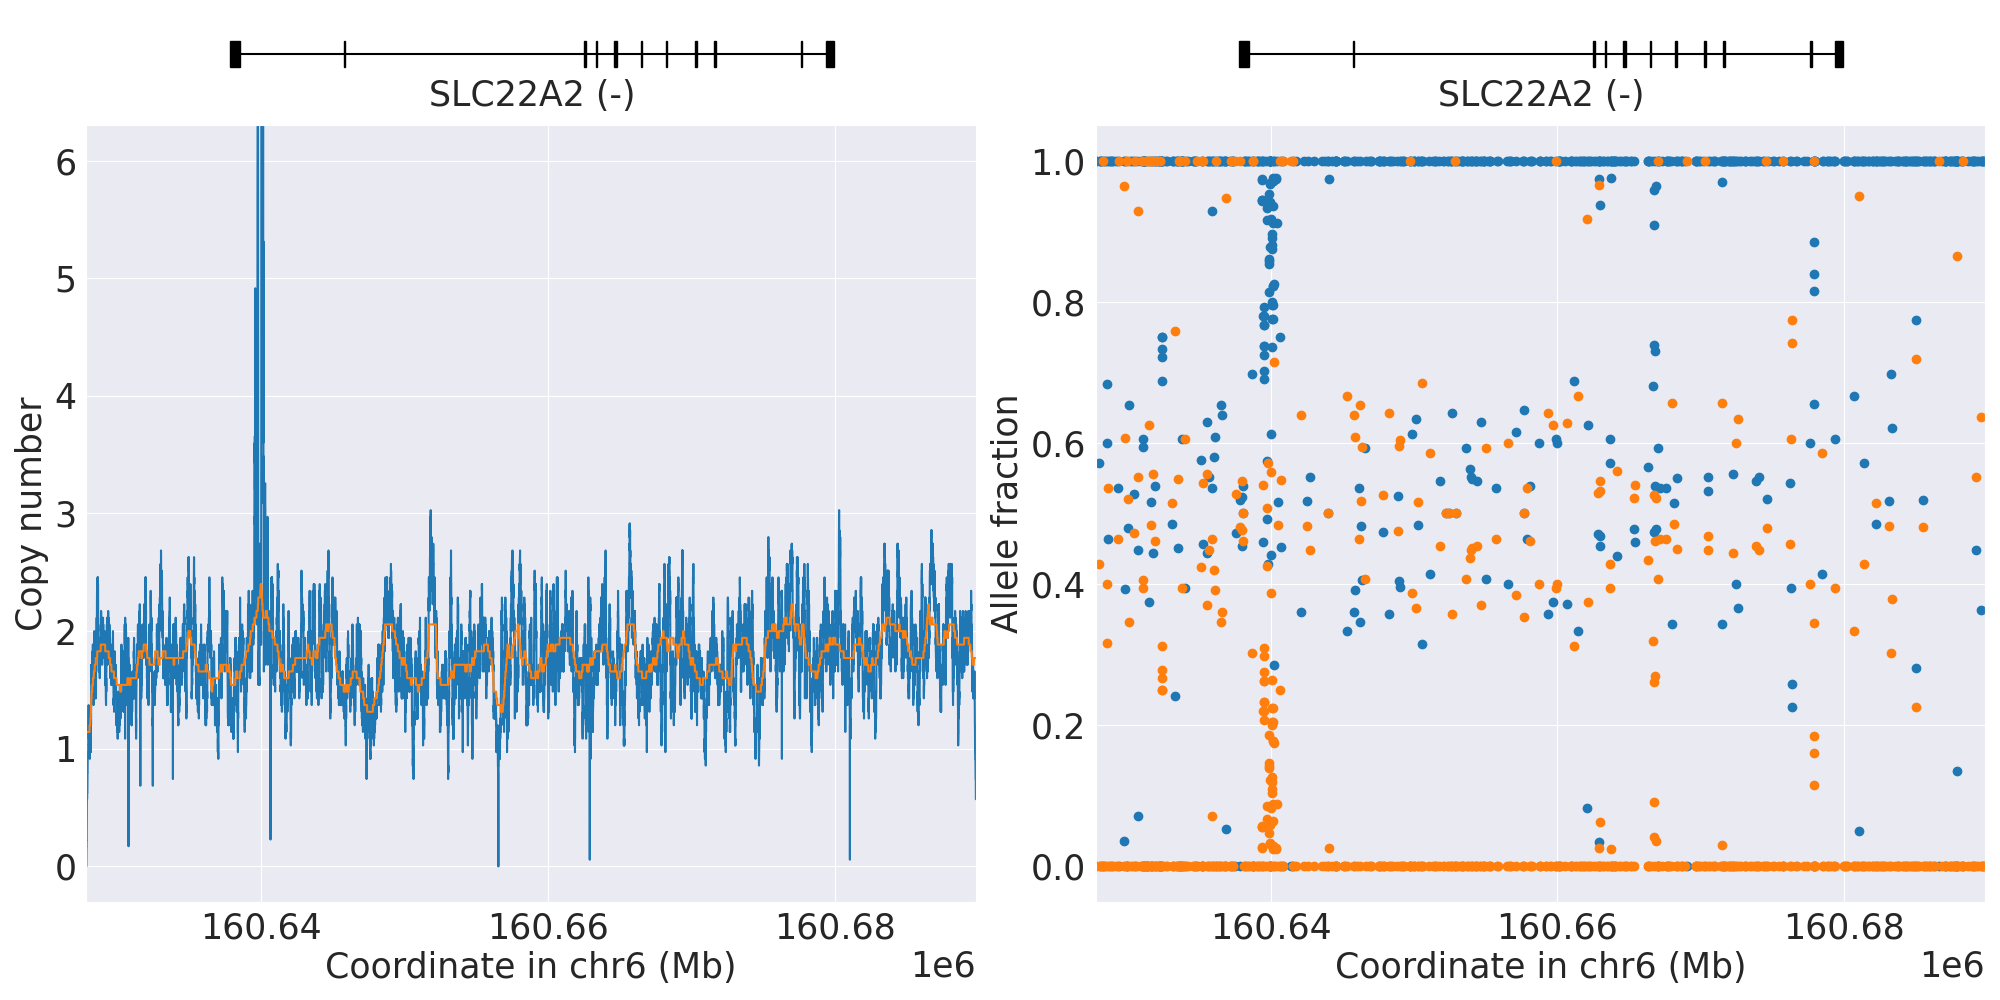 SLC22A2 (-)
Copy number
6
5
4
3
2
1
0
160.64
160.66
160.68
Coordinate in chr6 (Mb)
1e6
SLC22A2 (-)
Allele fraction
1.0
0.8
0.6
0.4
0.2
0.0
160.64
160.66
160.68
Coordinate in chr6 (Mb)
1e6